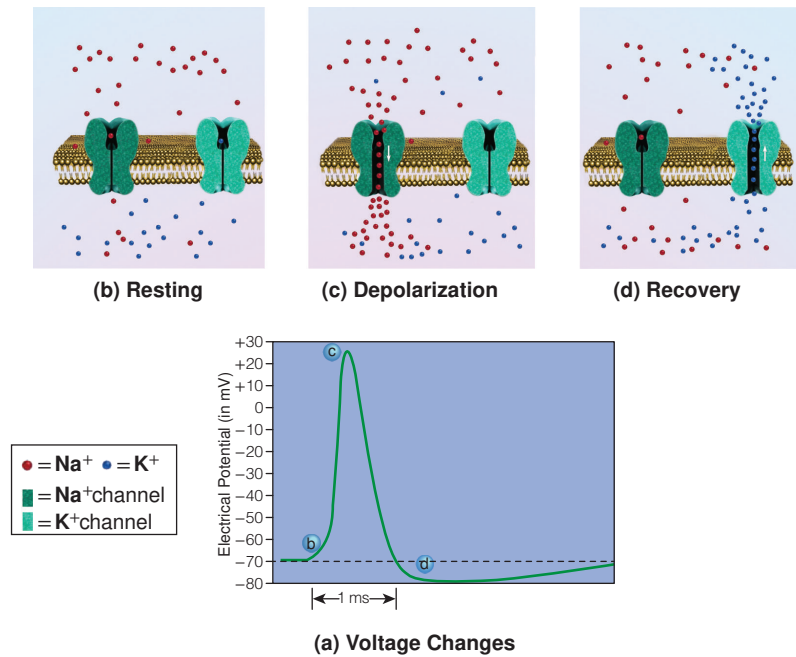 (b) Resting
(c) Depolarization
(d) Recovery
Electrical Potential (in mV)
+30
+20
+10
0
−10
−20
−30
−40
−50
−60
−70
−80
c
b
d
1 ms
= Na+ = K+
= Na+channel
= K+channel
(a) Voltage Changes